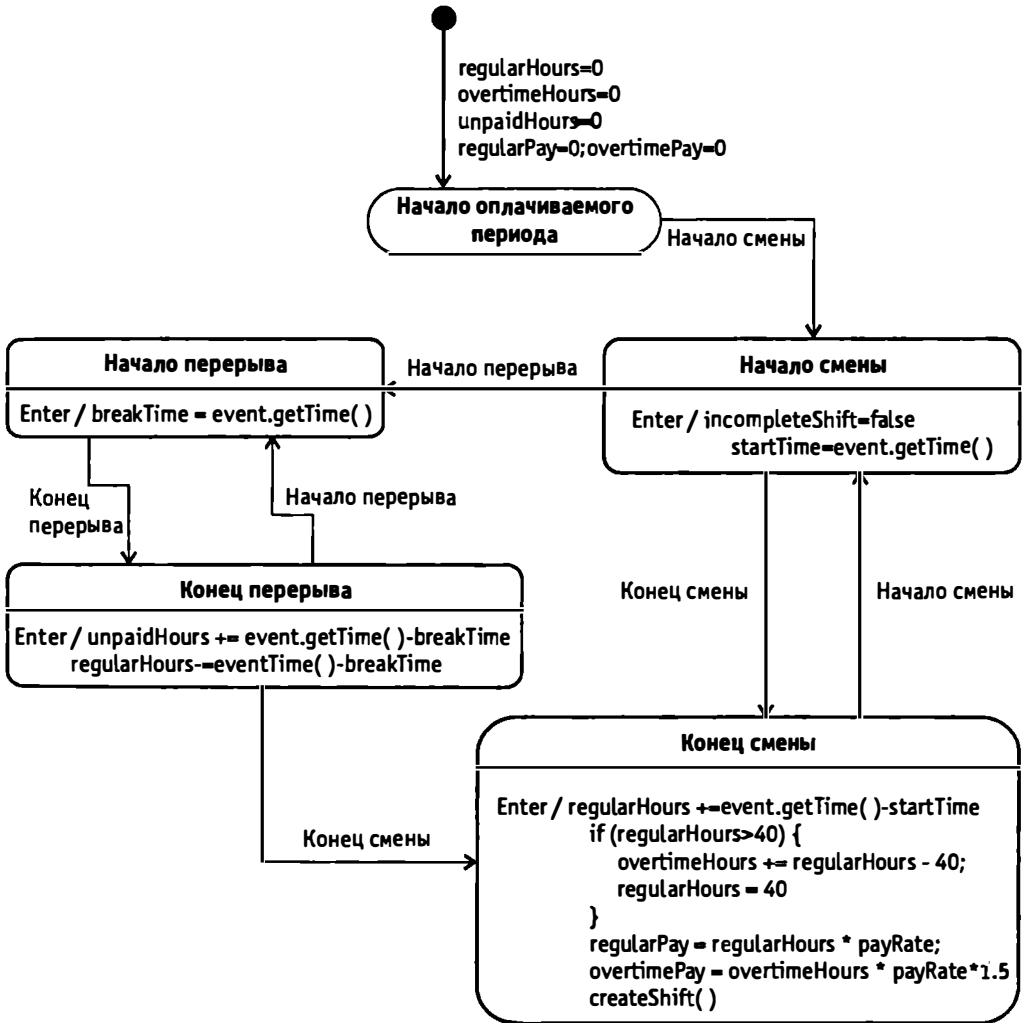 regularHours=0
overtimeHours=0
unpaidHours=0
regularPay=0;overtimePay=0
Начало оплачиваемого
периода
Начало смены
Начало перерыва
Enter / breakTime = event.getTime( )
Начало перерыва
Начало смены
Enter / incompleteShift=false
startTime=event.getTime( )
Конец
перерыва
Начало перерыва
Конец перерыва
Enter / unpaidHours += event.getTime( )-breakTime
regularHours-=eventTime( )-breakTime
Конец смены
Начало смены
Конец смены
Конец смены
Enter / regularHours +=event.getTime( )-startTime
if (regularHours>40) {
overtimeHours += regularHours - 40;
regularHours = 40
}
regularPay = regularHours * payRate;
overtimePay = overtimeHours * payRate*1.5
createShift( )